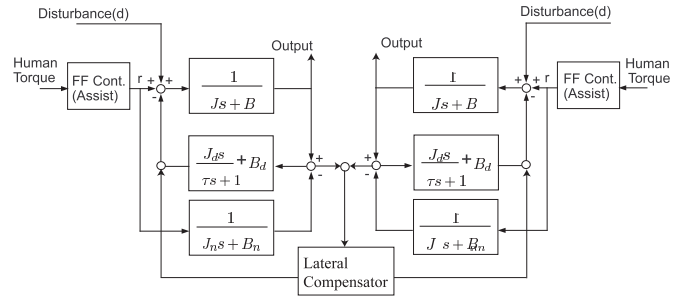 Disturbance(d)
Disturbance(d)
Human
Torque
FF Cont.
(Assist)
r + +
-
1
Js + B
Output
Output
1
Js + B
+ + r
-
FF Cont.
(Assist)
Human
Torque
J_d s
τs + 1
+ B_d
+
-
+
-
J_d s
τs + 1
+ B_d
1
J_n s + B_n
1
J s + B_n n
Lateral
Compensator